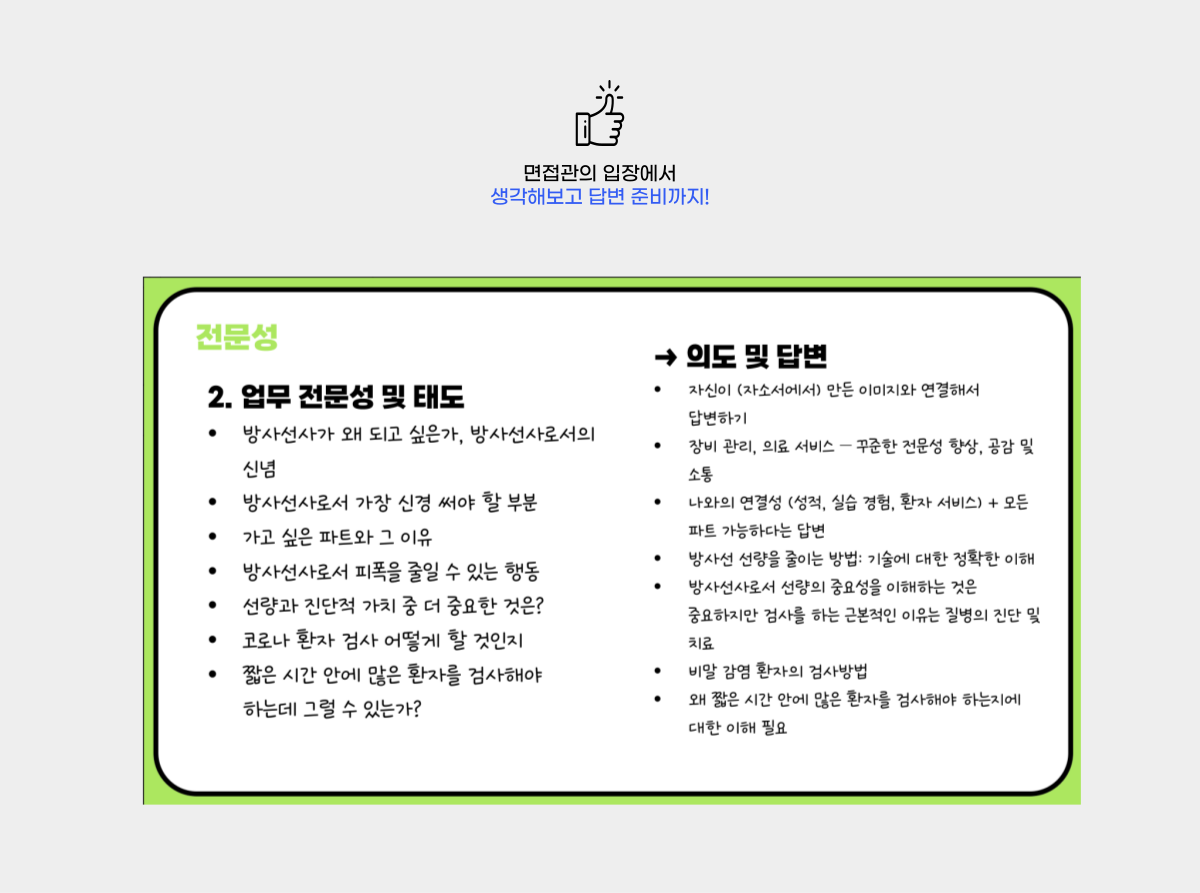 면접관의 입장에서
생각해보고 답변 준비까지!
전문성
2. 업무 전문성 및 태도
• 방사선사가 왜 되고 싶은가, 방사선사로서의
신념
• 방사선사로서 가장 신경 써야 할 부분
• 가고 싶은 파트와 그 이유
• 방사선사로서 피폭을 줄일 수 있는 행동
• 선량과 진단적 가치 중 더 중요한 것은?
• 코로나 환자 검사 어떻게 할 것인지
• 짧은 시간 안에 많은 환자를 검사해야
하는데 그럴 수 있는가?
→ 의도 및 답변
• 자신이 (자소서에서) 만든 이미지와 연결해서
답변하기
• 장비 관리, 의료 서비스 – 꾸준한 전문성 향상, 공감 및
소통
• 나와의 연결성 (성적, 실습 경험, 환자 서비스) + 모든
파트 가능하다는 답변
• 방사선 선량을 줄이는 방법: 기술에 대한 정확한 이해
• 방사선사로서 선량의 중요성을 이해하는 것은
중요하지만 검사를 하는 근본적인 이유는 질병의 진단 및
치료
• 비말 감염 환자의 검사방법
• 왜 짧은 시간 안에 많은 환자를 검사해야 하는지에
대한 이해 필요